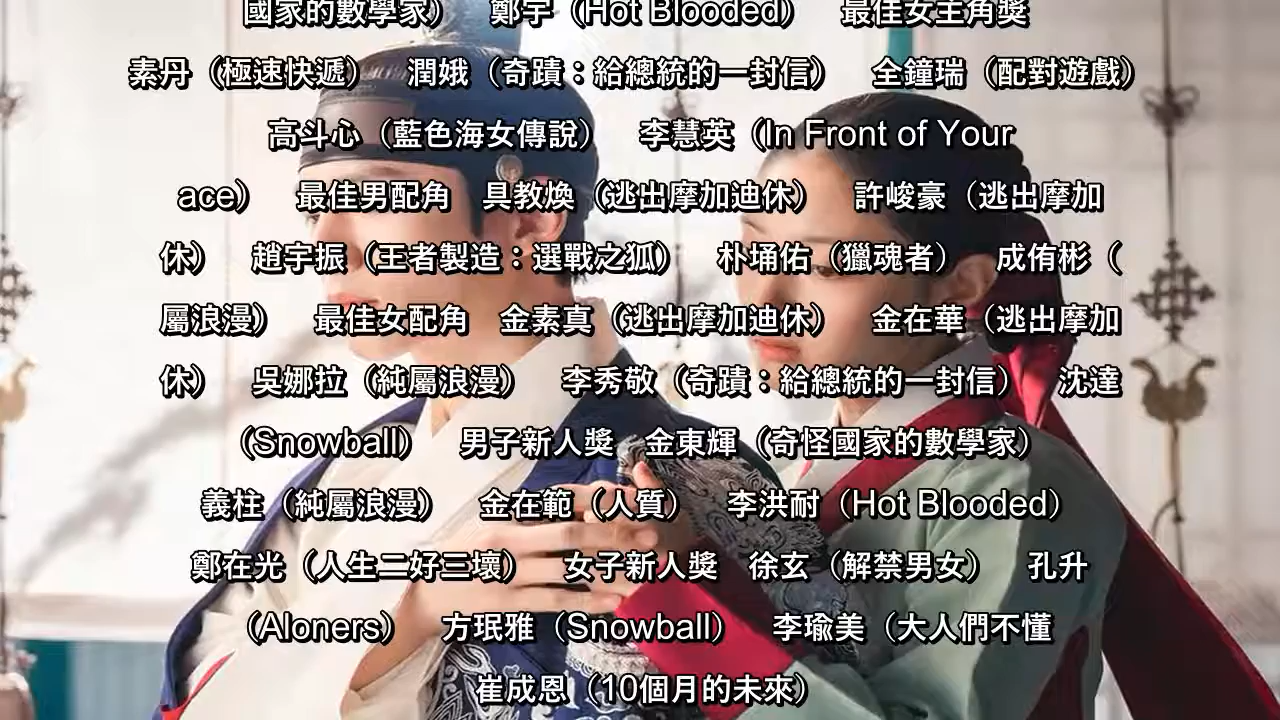 國家的數學家） 鄭宇（Hot Blooded） 最佳女主角獎
素丹（極速快遞） 潤娥（奇蹟：給總統的一封信） 全鐘瑞（配對遊戲）
高斗心（藍色海女傳說） 李慧英（In Front of Your
ace） 最佳男配角 具教煥（逃出摩加迪休） 許峻豪（逃出摩加
休） 趙宇振（王者製造：選戰之狐） 朴埇佑（獵魂者） 成侑彬（
屬浪漫） 最佳女配角 金素真（逃出摩加迪休） 金在華（逃出摩加
休） 吳娜拉（純屬浪漫） 李秀敬（奇蹟：給總統的一封信） 沈達
（Snowball） 男子新人獎 金東輝（奇怪國家的數學家）
義柱（純屬浪漫） 金在範（人質） 李洪耐（Hot Blooded）
鄭在光（人生二好三壞） 女子新人獎 徐玄（解禁男女） 孔升
（Aloners） 方珉雅（Snowball） 李瑜美（大人們不懂
崔成恩（10個月的未來）